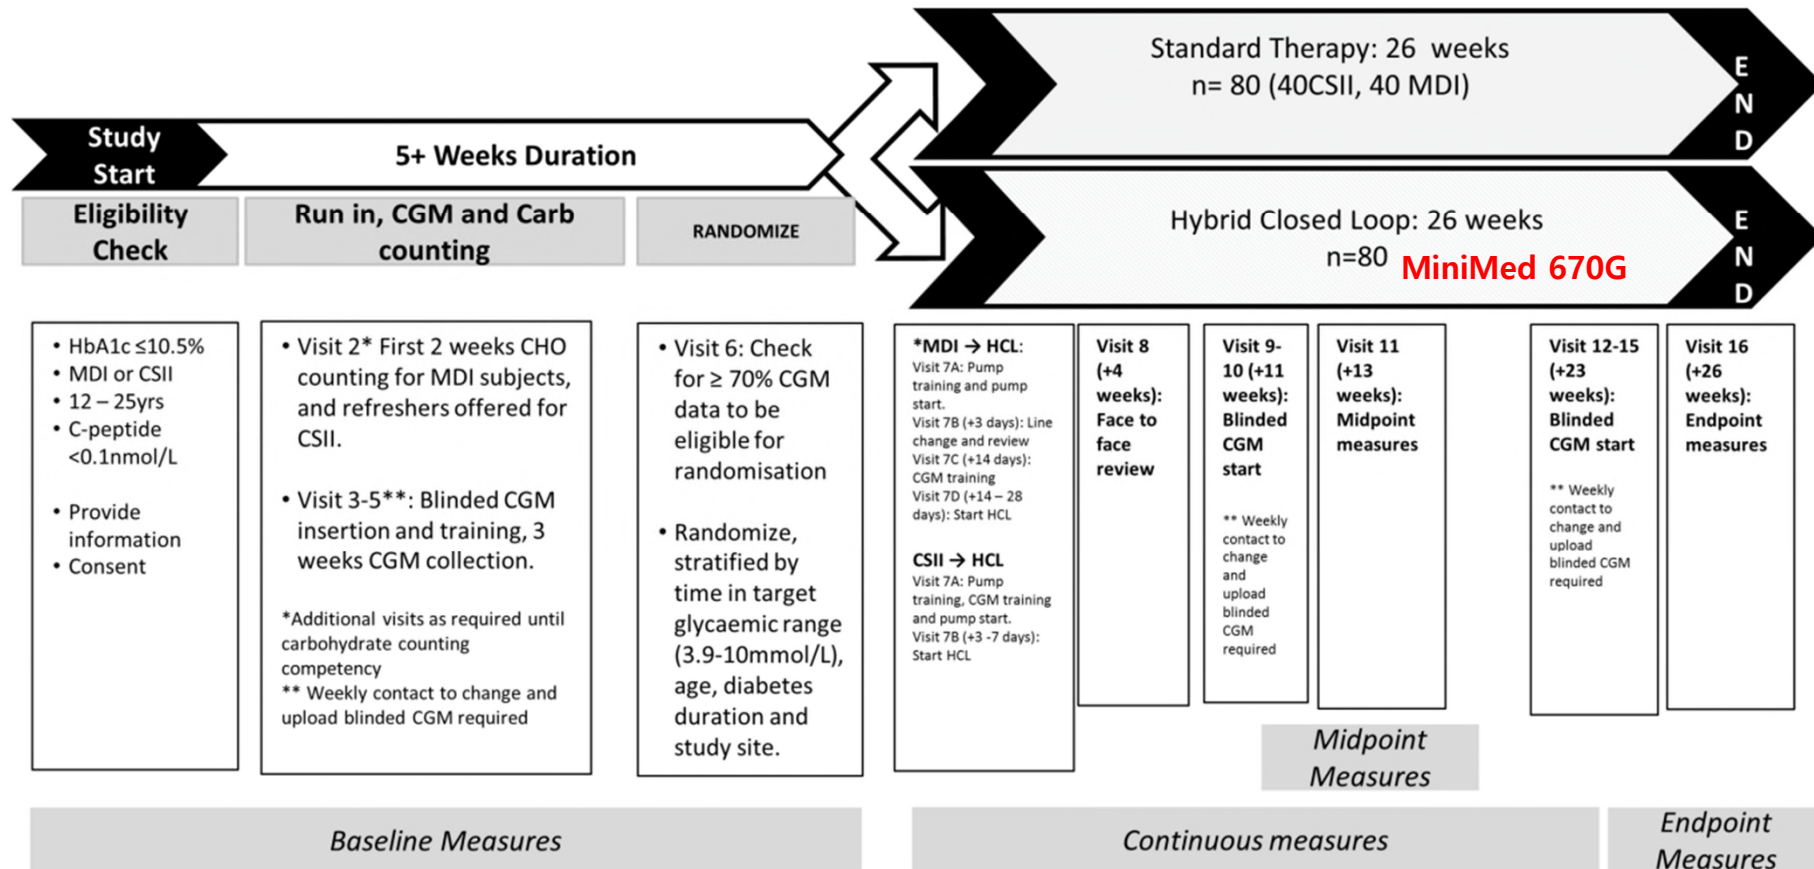 Study
Start
5+ Weeks Duration
Standard Therapy: 26 weeks
n= 80 (40CSII, 40 MDI)
E
N
D
Hybrid Closed Loop: 26 weeks
n=80 MiniMed 670G
E
N
D
Eligibility
Check
Run in, CGM and Carb
counting
RANDOMIZE
• HbA1c ≤10.5%
• MDI or CSII
• 12 – 25yrs
• C-peptide
<0.1nmol/L
• Provide
information
• Consent
• Visit 2* First 2 weeks CHO
counting for MDI subjects,
and refreshers offered for
CSII.
• Visit 3-5**: Blinded CGM
insertion and training, 3
weeks CGM collection.
*Additional visits as required until
carbohydrate counting
competency
** Weekly contact to change and
upload blinded CGM required
• Visit 6: Check
for ≥ 70% CGM
data to be
eligible for
randomisation
• Randomize,
stratified by
time in target
glycaemic range
(3.9-10mmol/L),
age, diabetes
duration and
study site.
*MDI → HCL:
Visit 7A: Pump
training and pump
start.
Visit 7B (+3 days): Line
change and review
Visit 7C (+14 days):
CGM training
Visit 7D (+14 – 28
days): Start HCL
CSII → HCL
Visit 7A: Pump
training, CGM training
and pump start.
Visit 7B (+3 -7 days):
Start HCL
Visit 8
(+4
weeks):
Face to
face
review
Visit 9-
10 (+11
weeks):
Blinded
CGM
start
** Weekly
contact to
change
and
upload
blinded
CGM
required
Visit 11
(+13
weeks):
Midpoint
measures
Visit 12-15
(+23
weeks):
Blinded
CGM start
** Weekly
contact to
change and
upload
blinded CGM
required
Visit 16
(+26
weeks):
Endpoint
measures
Midpoint
Measures
Baseline Measures
Continuous measures
Endpoint
Measures